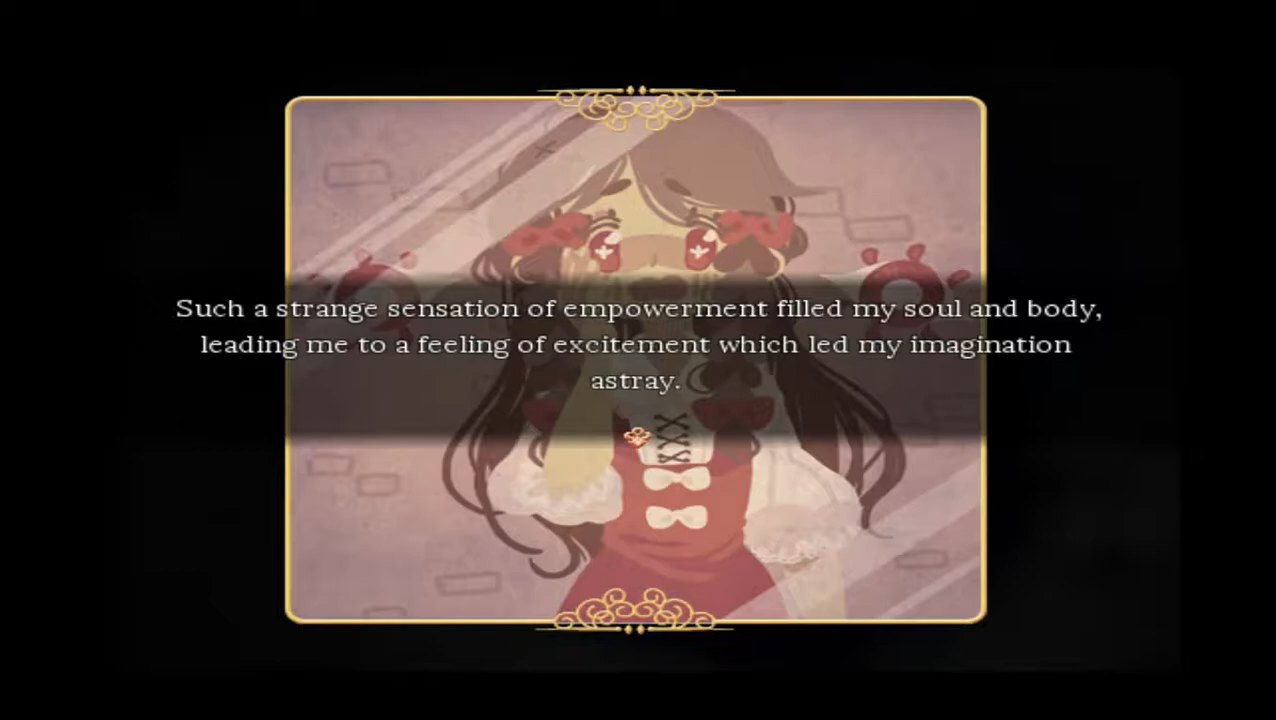 Such a strange sensation of empowerment filled my soul and body,
leading me to a feeling of excitement which led my imagination
astray.